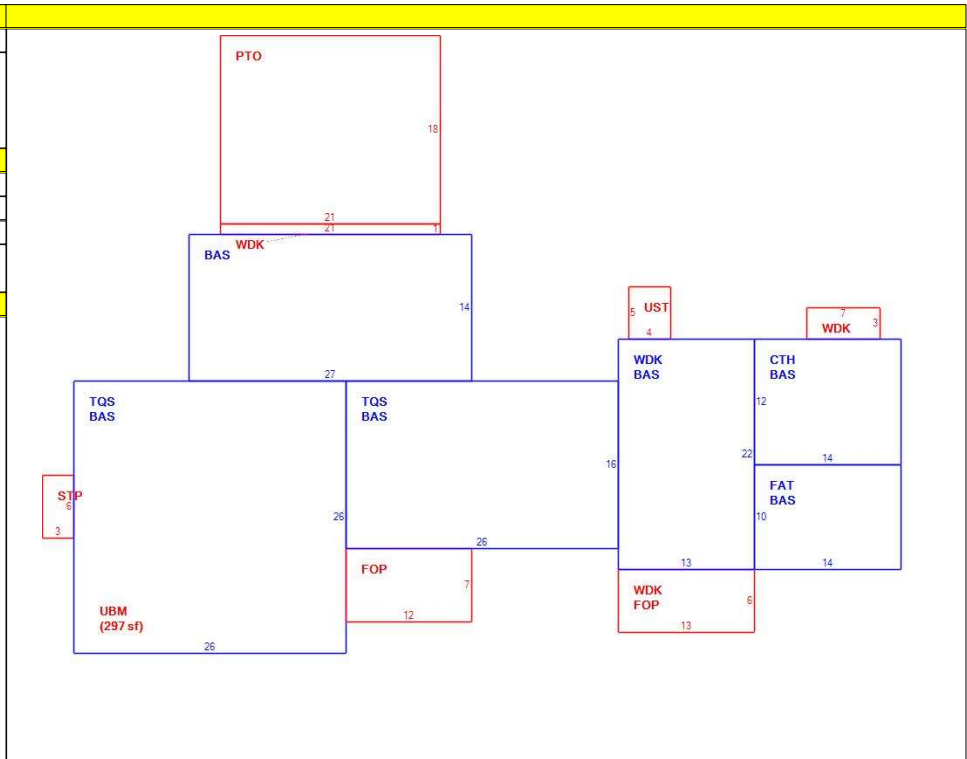 PTO
18
21
21
1
WDK
BAS
14
27
5
UST
4
7
WDK
3
WDK
BAS
CTH
BAS
12
22
14
TQS
BAS
TQS
BAS
16
FAT
BAS
10
STP
6
3
26
26
13
14
FOP
7
12
WDK
FOP
6
13
UBM
(297 sf)
26